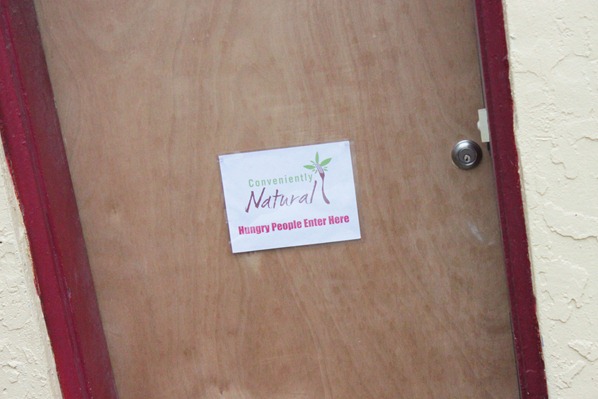 Conveniently
Natural
Hungry People Enter Here